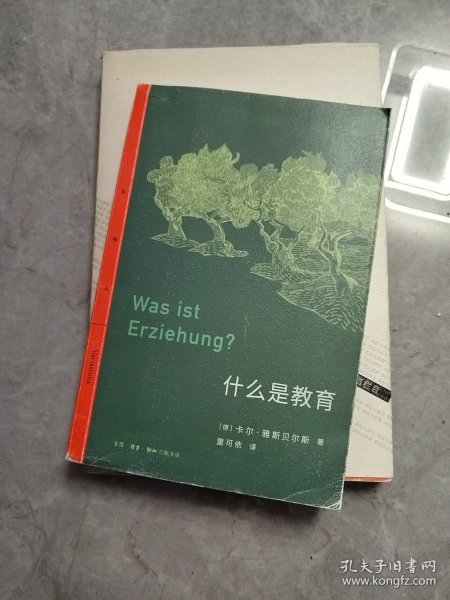 Was ist
Erziehung?
什么是教育
[德] 卡尔·雅斯贝尔斯 著
童可依 译
生活·读书·新知三联书店
Variations
孔夫子旧书网
www.kongfz.com